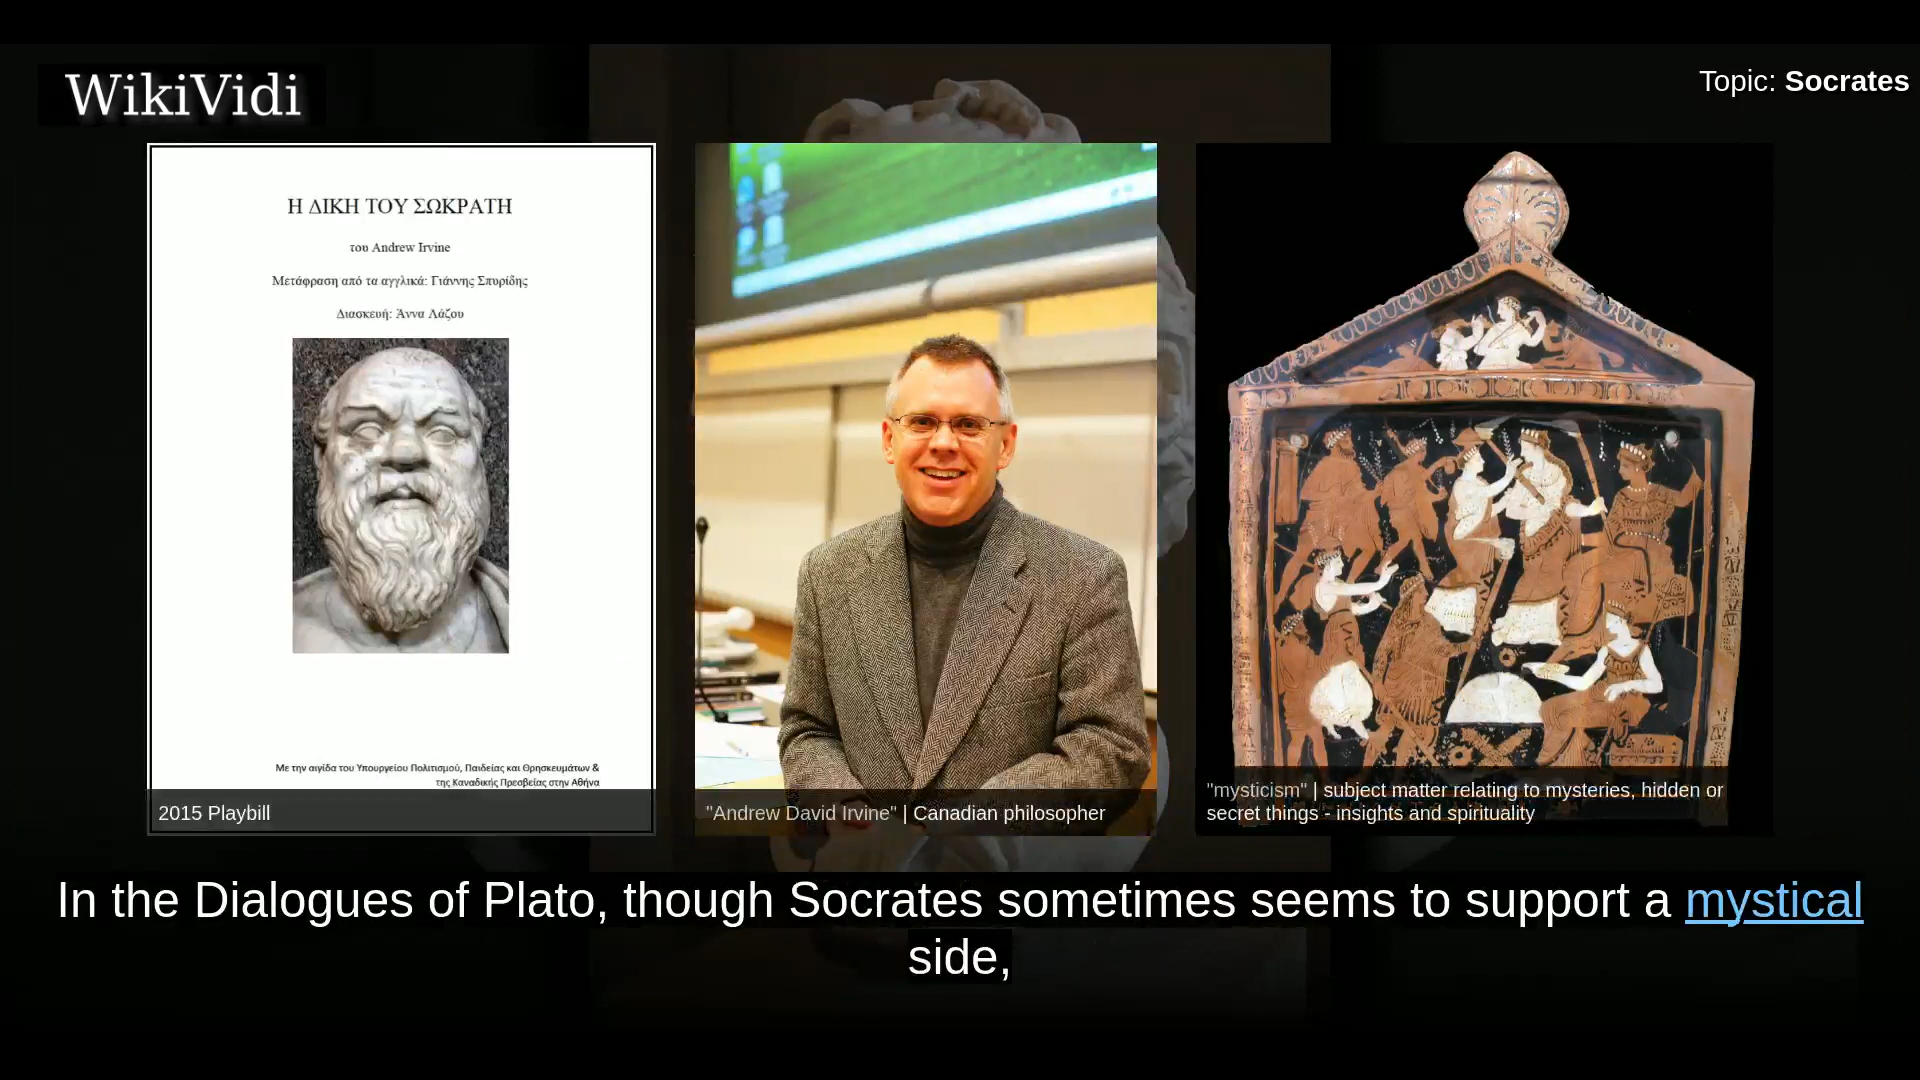 WikiVidi
Topic: Socrates
Η ΔΙΚΗ ΤΟΥ ΣΩΚΡΑΤΗ
του Andrew Irvine
Μετάφραση από τα αγγλικά: Γιάννης Σπυρίδης
Διασκευή: Άννα Λάζου
Με την αιγίδα του Υπουργείου Πολιτισμού, Παιδείας και Θρησκευμάτων &
της Καναδικής Πρεσβείας στην Αθήνα
2015 Playbill
"Andrew David Irvine" | Canadian philosopher
"mysticism" | subject matter relating to mysteries, hidden or
secret things - insights and spirituality
In the Dialogues of Plato, though Socrates sometimes seems to support a mystical
side,